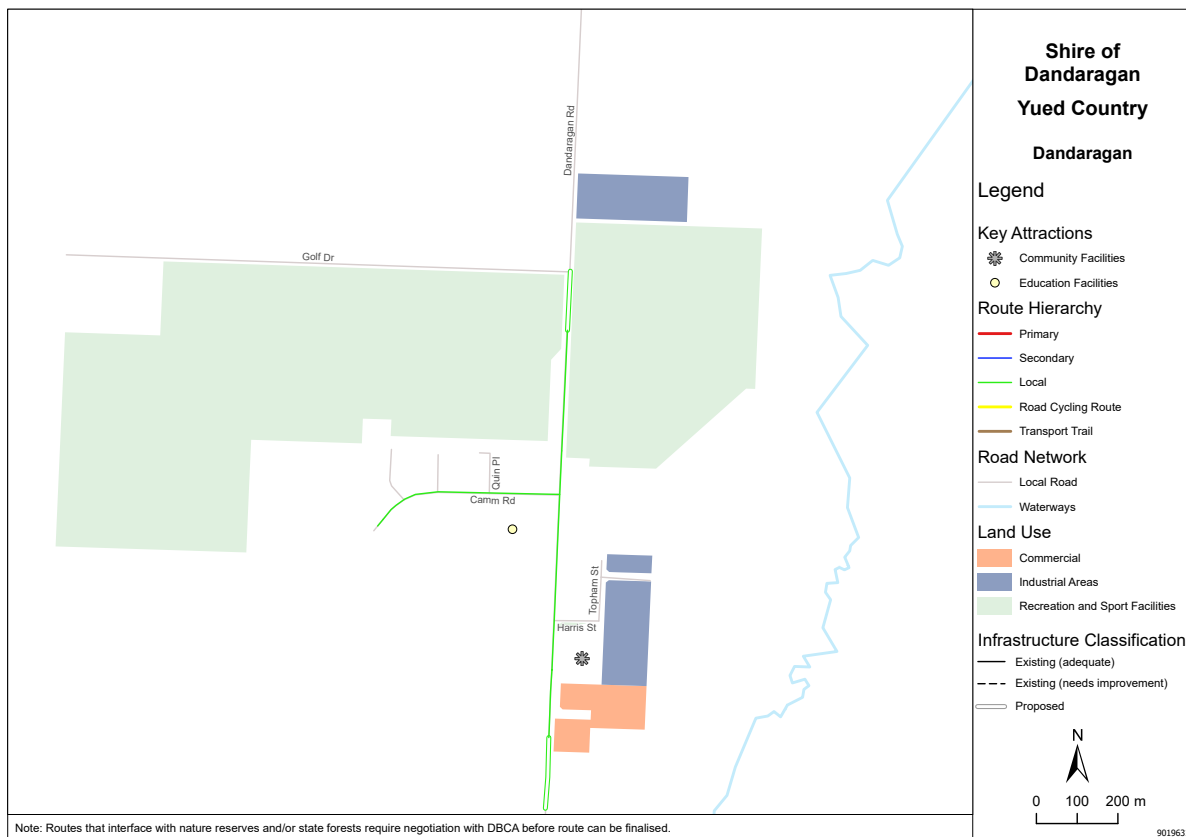 Shire of
Dandaragan
Yued Country
Dandaragan
Legend
Key Attractions
Community Facilities
Education Facilities
Route Hierarchy
Primary
Secondary
Local
Road Cycling Route
Transport Trail
Road Network
Local Road
Waterways
Land Use
Commercial
Industrial Areas
Recreation and Sport Facilities
Infrastructure Classification
Existing (adequate)
Existing (needs improvement)
Proposed
N
0 100 200 m
901963
Dandaragan Rd
Golf Dr
Quin Pl
Camm Rd
Topham St
Harris St
Note: Routes that interface with nature reserves and/or state forests require negotiation with DBCA before route can be finalised.